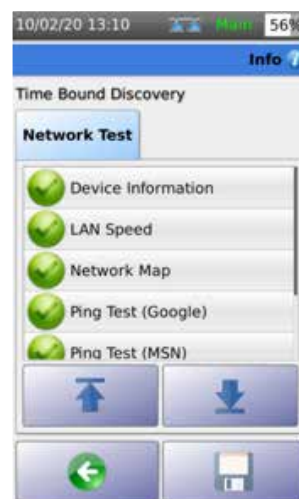 10/02/20 13:10 Main 56%
Info
Time Bound Discovery
Network Test
Device Information
LAN Speed
Network Map
Ping Test (Google)
Ping Test (MSN)